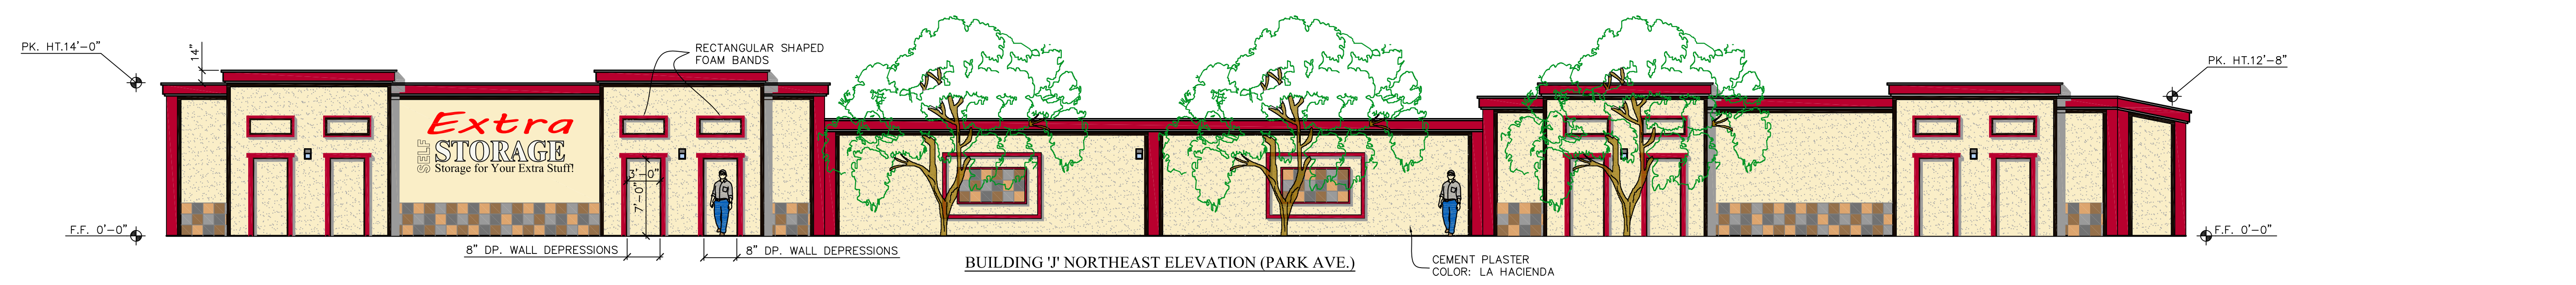 PK. HT.14'-0"
14"
RECTANGULAR SHAPED
FOAM BANDS
PK. HT.12'-8"
Extra
SELF
STORAGE
Storage for Your Extra Stuff!
3'-0"
7'-0"
F.F. 0'-0"
F.F. 0'-0"
8" DP. WALL DEPRESSIONS
8" DP. WALL DEPRESSIONS
BUILDING 'J' NORTHEAST ELEVATION (PARK AVE.)
CEMENT PLASTER
COLOR: LA HACIENDA